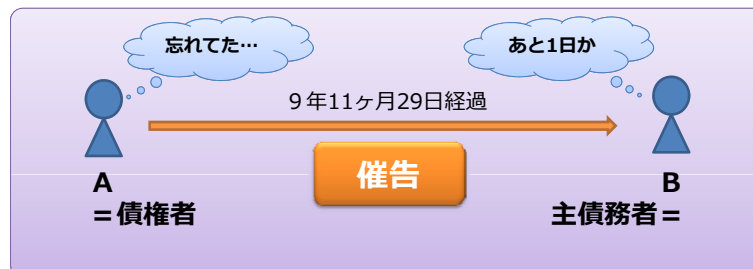 忘れてた…
あと1日か
９年11ヶ月29日経過
催告
A
＝債権者
B
主債務者＝